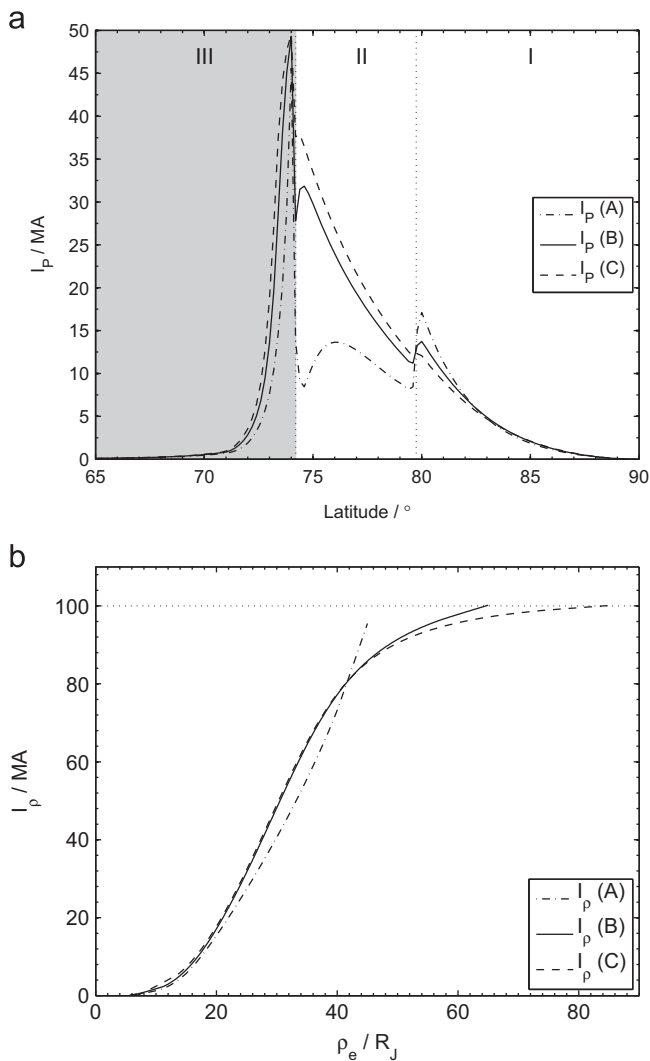 a
50
45
40
35
30
25
20
15
10
5
0
III
II
I
I_P / MA
I_P (A)
I_P (B)
I_P (C)
65
70
75
80
85
90
Latitude / °
b
100
80
60
40
20
0
I_ρ / MA
I_ρ (A)
I_ρ (B)
I_ρ (C)
0
20
40
60
80
ρ_e / R_J